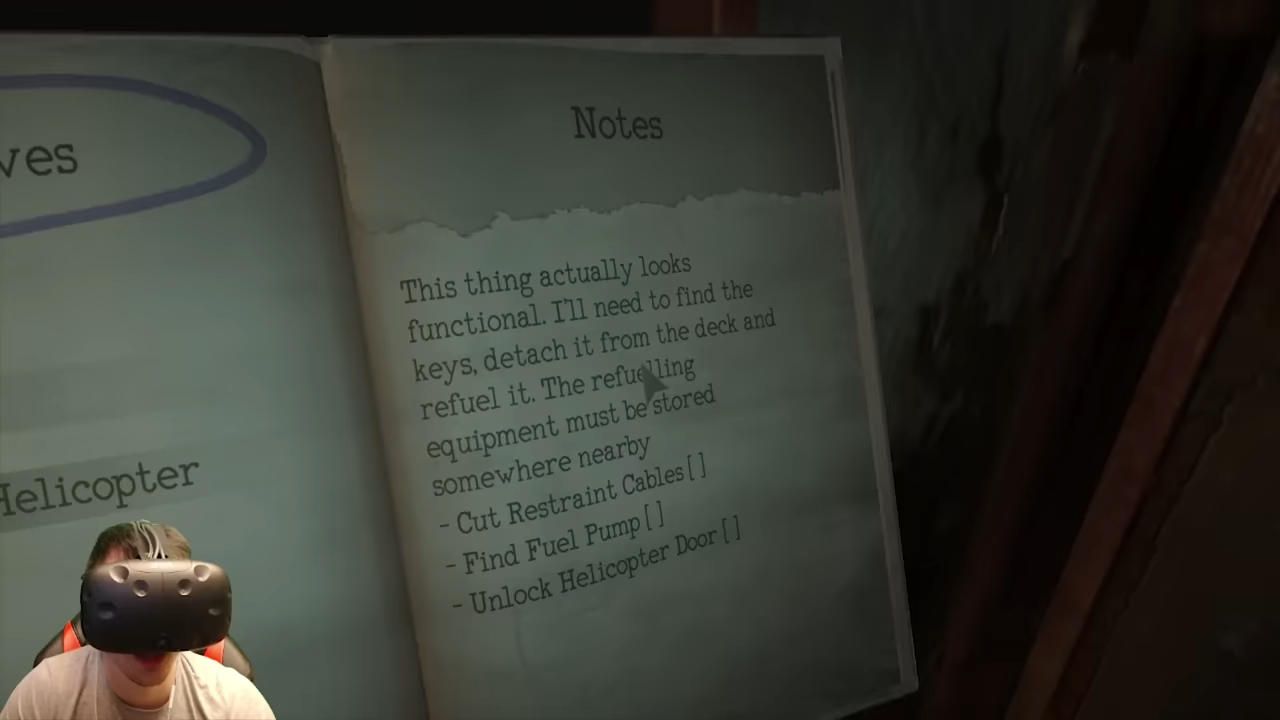 ves
Helicopter
Notes
This thing actually looks
functional. I'll need to find the
keys, detach it from the deck and
refuel it. The refuelling
equipment must be stored
somewhere nearby
- Cut Restraint Cables[]
- Find Fuel Pump[]
- Unlock Helicopter Door[]